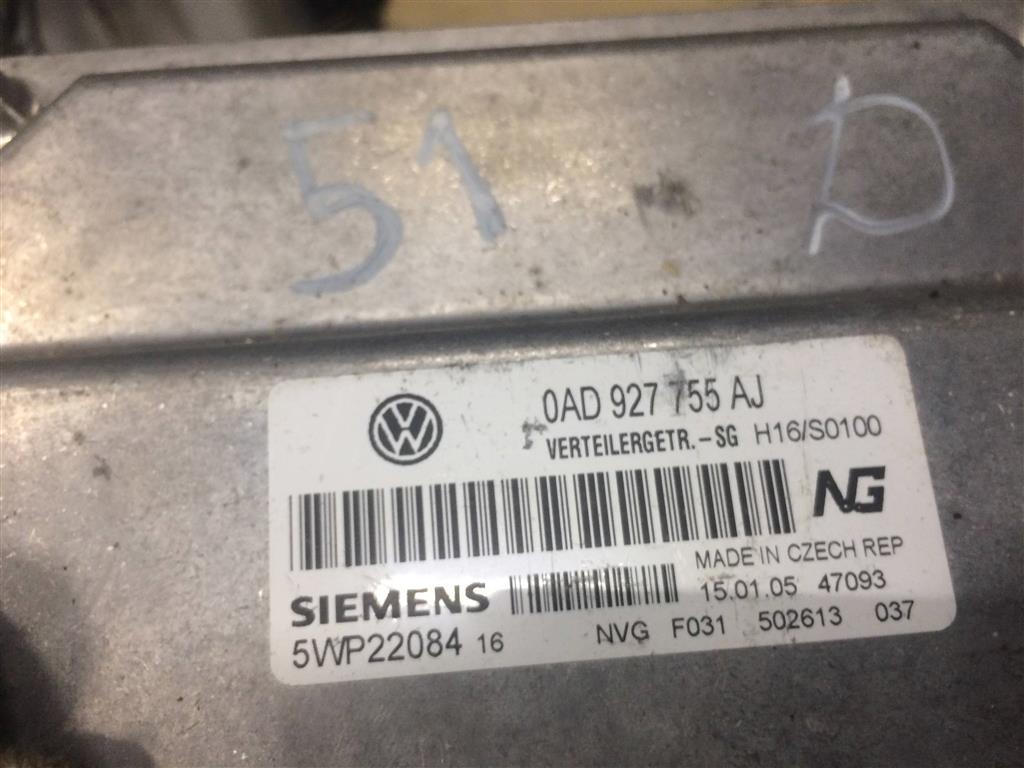 51 D
0AD 927 755 AJ
VERTEILERGETR.-SG H16/S0100
NG
MADE IN CZECH REP
SIEMENS 15.01.05 47093
5WP22084 16 NVG F031 502613 037